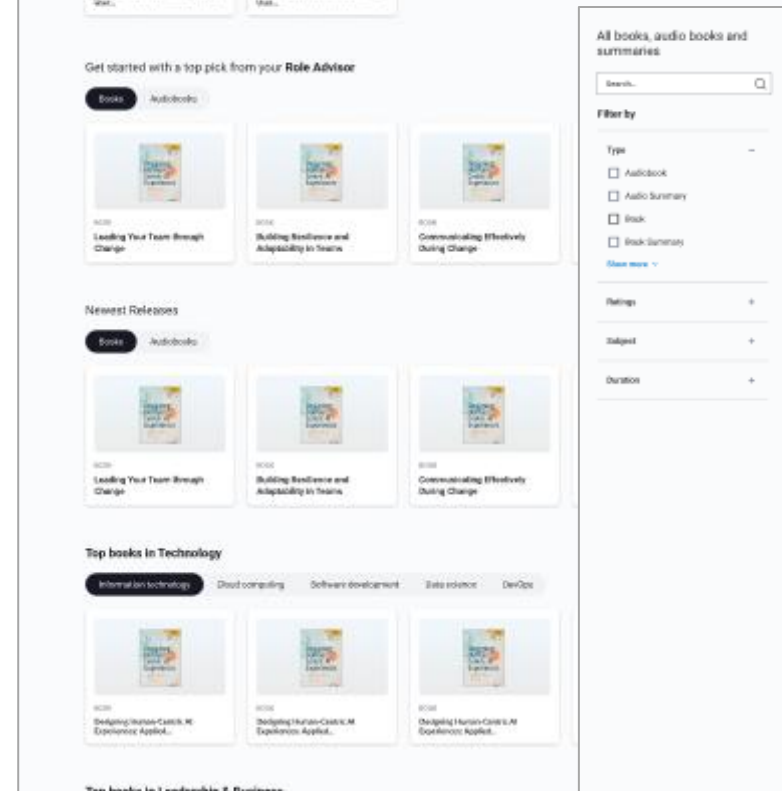 Get started with a top pick from your Role Advisor
Books Audiobooks
BOOK BOOK BOOK
Leading Your Team through Building Resilience and Communicating Effectively
Change Adaptability in Teams During Change
Newest Releases
Books Audiobooks
BOOK BOOK BOOK
Leading Your Team through Building Resilience and Communicating Effectively
Change Adaptability in Teams During Change
Top books in Technology
Information technology Cloud computing Software development Data science DevOps
BOOK BOOK BOOK
Designing Human-Centric AI Designing Human-Centric AI Designing Human-Centric AI
Experiences: Applied... Experiences: Applied... Experiences: Applied...
Top books in Leadership & Business
All books, audio books and
summaries
Search...
Filter by
Type
Audiobook
Audio Summary
Book
Book Summary
Show more
Ratings
Subject
Duration